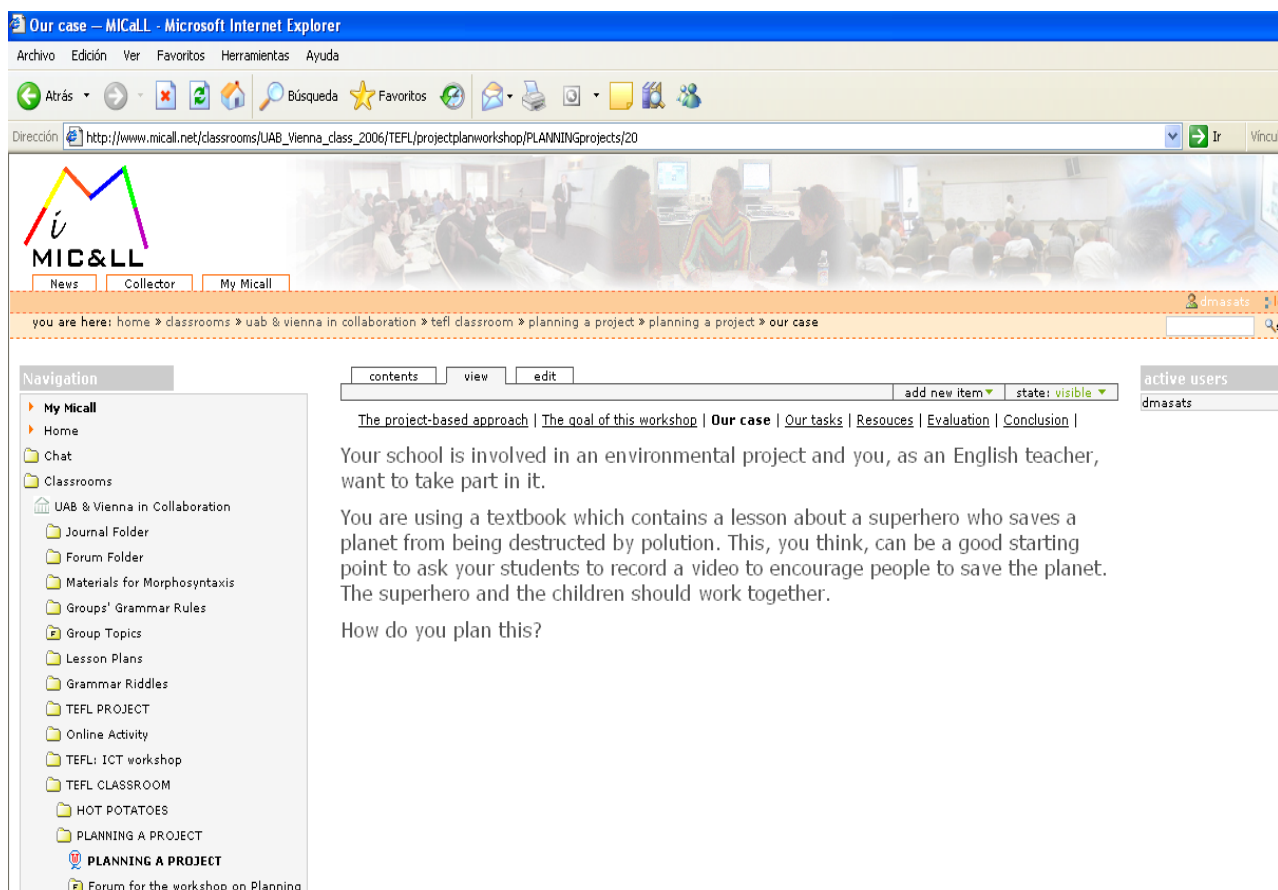 Our case — MICaLL - Microsoft Internet Explorer
Archivo Edición Ver Favoritos Herramientas Ayuda
Atrás Búsqueda Favoritos
Dirección http://www.micall.net/classrooms/UAB_Vienna_class_2006/TEFL/projectplanworkshop/PLANNINGprojects/20 Ir
i
MIC&LL
News Collector My Micall
dmasats
you are here: home » classrooms » uab & vienna in collaboration » tefl classroom » planning a project » planning a project » our case
Navigation
My Micall
Home
Chat
Classrooms
UAB & Vienna in Collaboration
Journal Folder
Forum Folder
Materials for Morphosyntaxis
Groups' Grammar Rules
Group Topics
Lesson Plans
Grammar Riddles
TEFL PROJECT
Online Activity
TEFL: ICT workshop
TEFL CLASSROOM
HOT POTATOES
PLANNING A PROJECT
PLANNING A PROJECT
Forum for the workshop on Planning
contents view edit
add new item state: visible
The project-based approach | The goal of this workshop | Our case | Our tasks | Resouces | Evaluation | Conclusion |
Your school is involved in an environmental project and you, as an English teacher,
want to take part in it.
You are using a textbook which contains a lesson about a superhero who saves a
planet from being destructed by polution. This, you think, can be a good starting
point to ask your students to record a video to encourage people to save the planet.
The superhero and the children should work together.
How do you plan this?
active users
dmasats